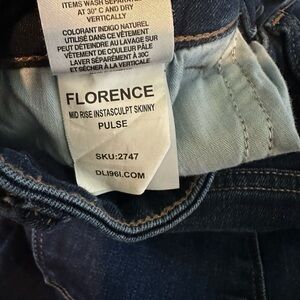 ITEMS WASH SEPARATELY
AT 30° C AND DRY
VERTICALLY
COLORANT INDIGO NATUREL
UTILISÉ DANS CE VÊTEMENT
PEUT DÉTEINDRE AU LAVAGE SUR
VÊTEMENT DE COULEUR PÂLE
LAVER SÉPARÉMENT À 30C
ET SÉCHER À LA VERTICALE
FLORENCE
MID RISE INSTASCULPT SKINNY
PULSE
SKU:2747
DL1961.COM